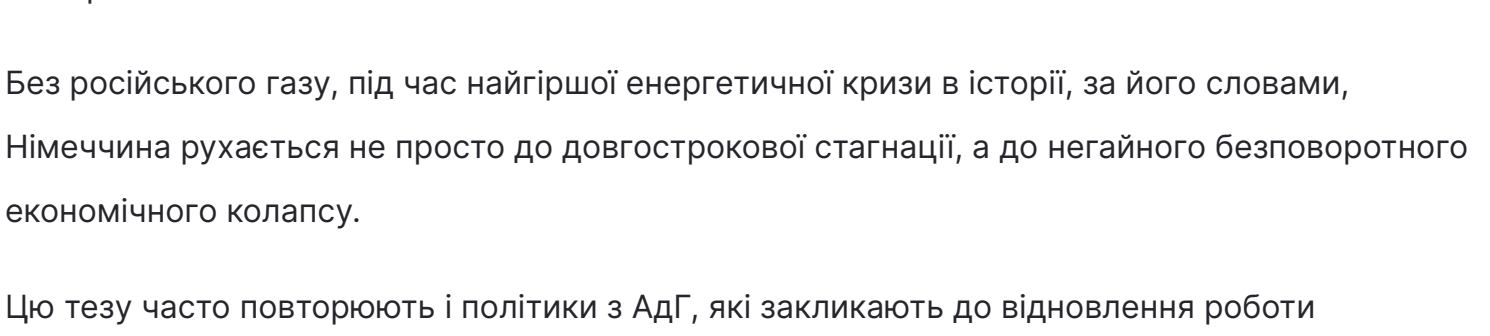 Без російського газу, під час найгіршої енергетичної кризи в історії, за його словами,
Німеччина рухається не просто до довгострокової стагнації, а до негайного безповоротного
економічного колапсу.
Цю тезу часто повторюють і політики з АдГ, які закликають до відновлення роботи